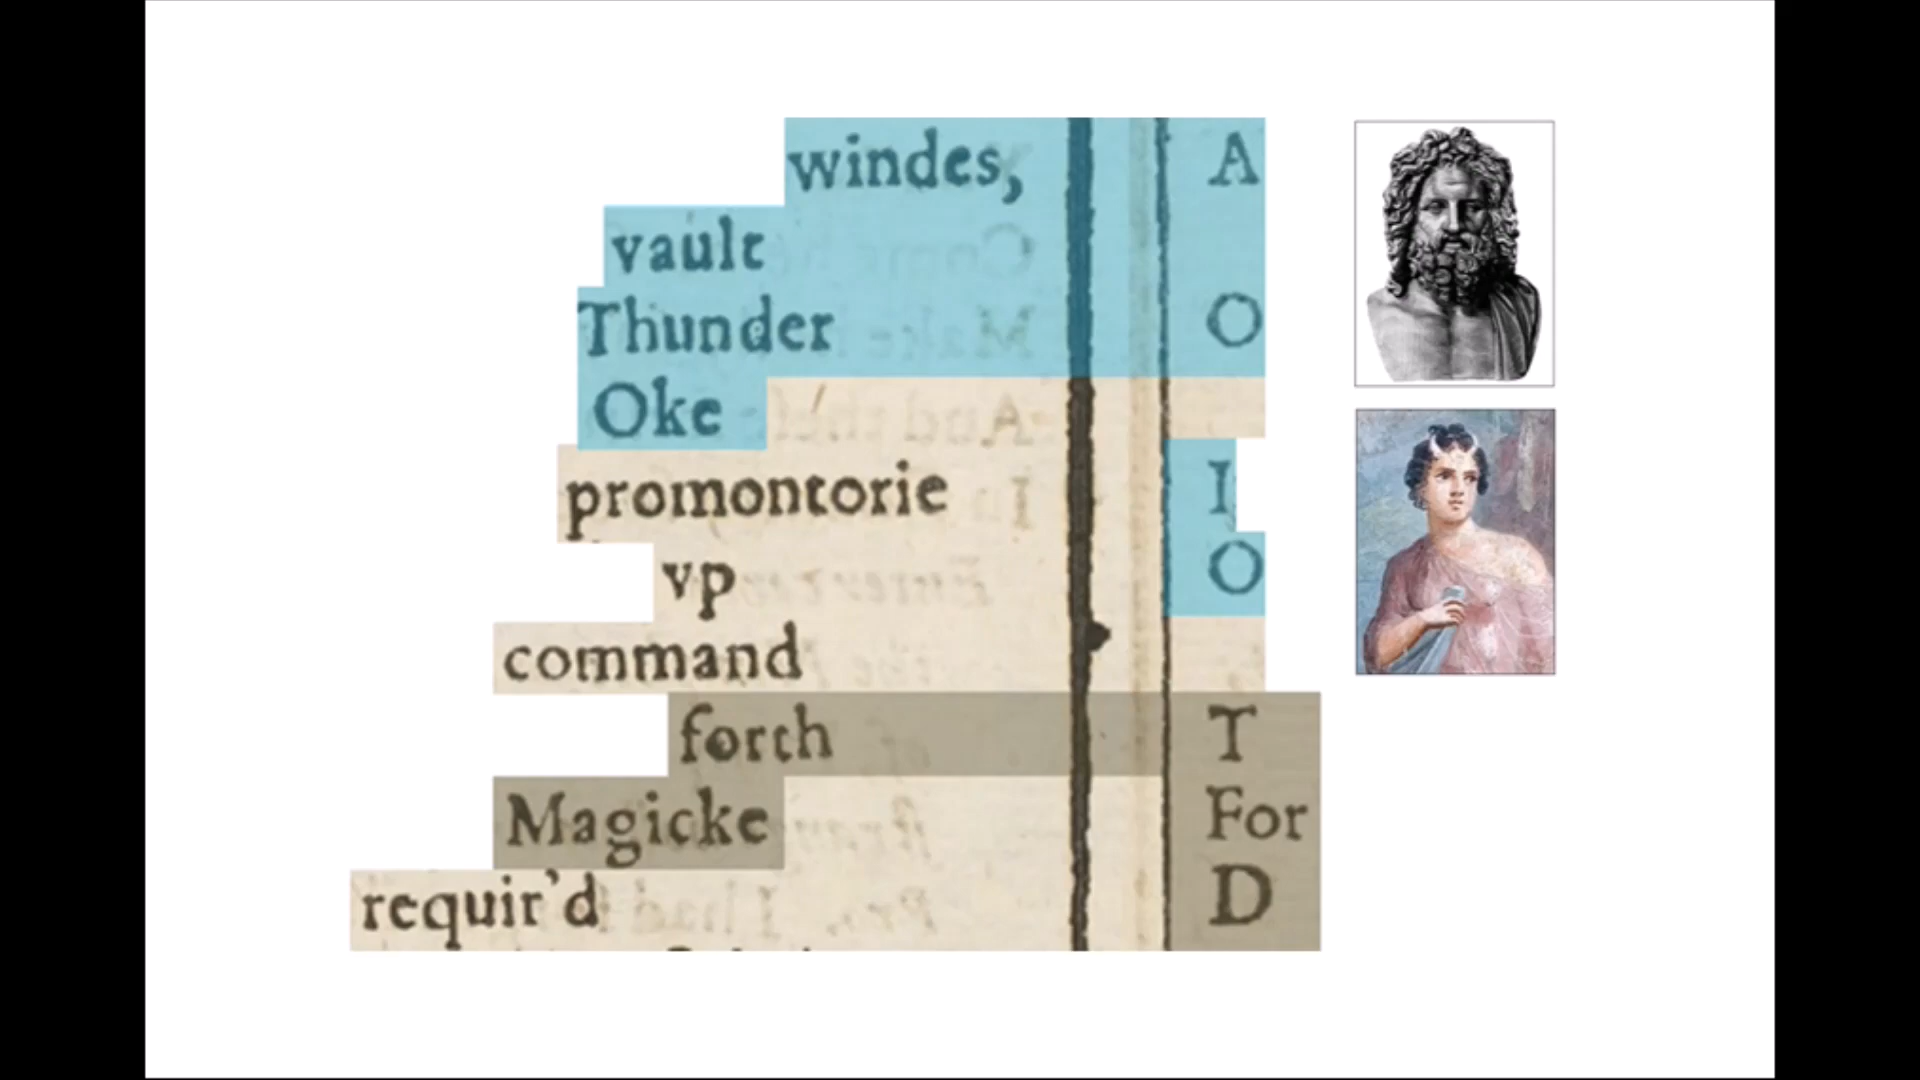 windes, A
vault
Thunder O
Oke
promontorie I
vp O
command
forth T
Magicke For
requir'd D